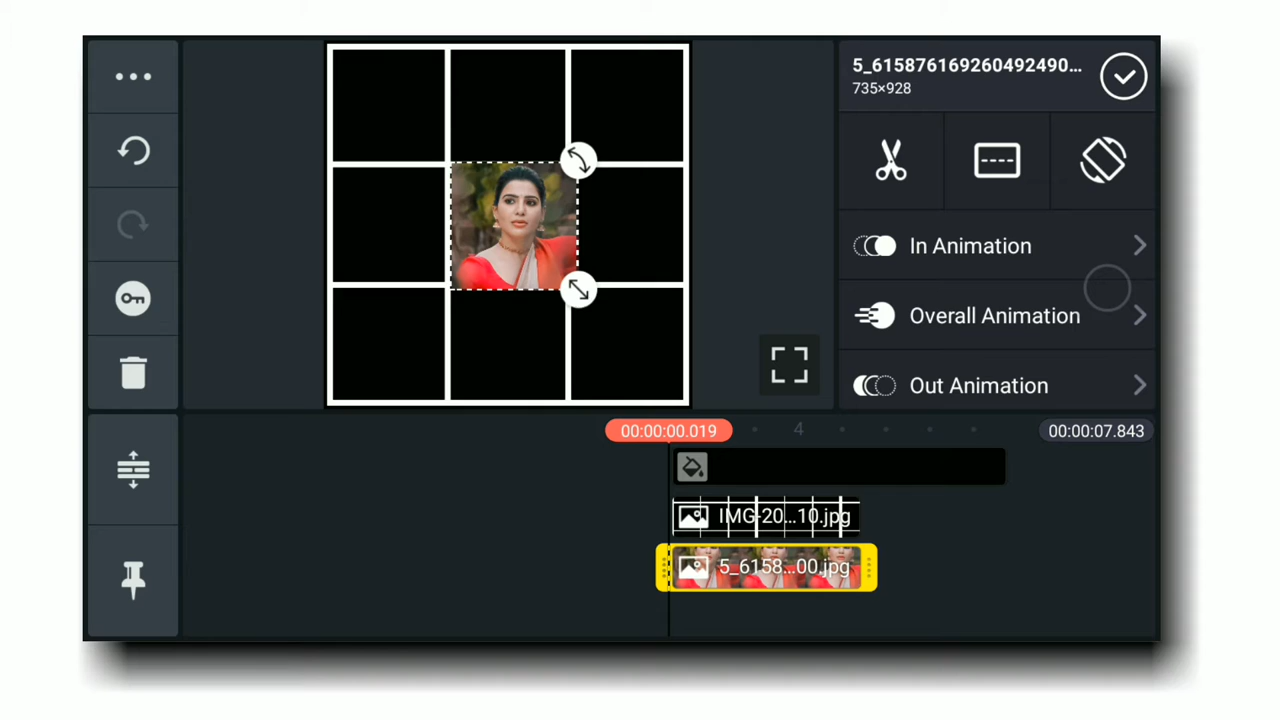 5_615876169260492490...
735×928
In Animation
Overall Animation
Out Animation
00:00:00.019
4
00:00:07.843
IMG-20...10.jpg
5_6158...00.jpg